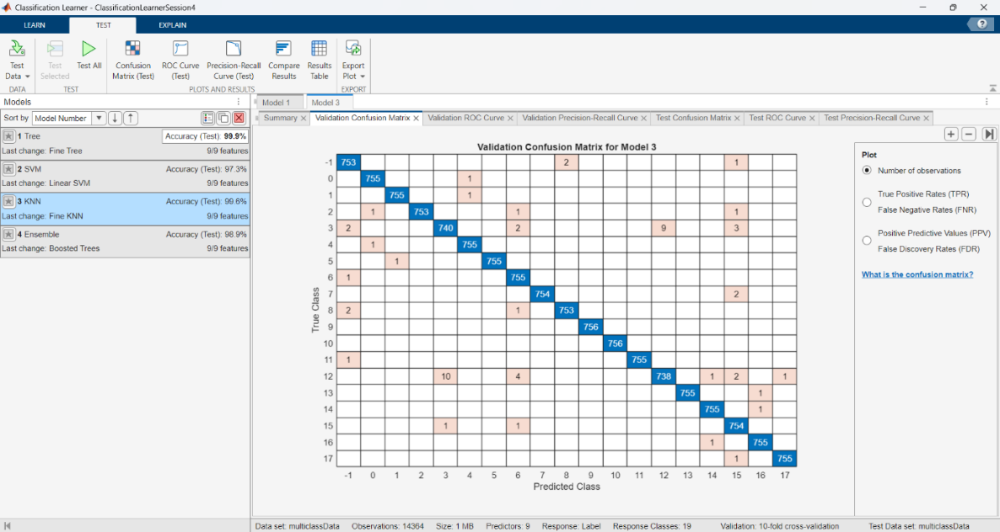 Classification Learner - ClassificationLearnerSession4
LEARN TEST EXPLAIN
Test Data
Test Selected
Test All
Confusion Matrix (Test)
ROC Curve (Test)
Precision-Recall Curve (Test)
Compare Results
Results Table
Export Plot
DATA TEST PLOTS AND RESULTS EXPORT
Models
Sort by Model Number
1 Tree Accuracy (Test): 99.9%
Last change: Fine Tree 9/9 features
2 SVM Accuracy (Test): 97.3%
Last change: Linear SVM 9/9 features
3 KNN Accuracy (Test): 99.6%
Last change: Fine KNN 9/9 features
4 Ensemble Accuracy (Test): 98.9%
Last change: Boosted Trees 9/9 features
Model 1 Model 3
Summary Validation Confusion Matrix Validation ROC Curve Validation Precision-Recall Curve Test Confusion Matrix Test ROC Curve Test Precision-Recall Curve
Validation Confusion Matrix for Model 3
True Class
-1 753 2 1
0 755 1
1 755 1
2 1 753 1 1
3 2 740 2 9 3
4 1 755
5 1 755
6 1 755
7 754 2
8 2 1 753
9 756
10 756
11 1 755
12 10 4 738 1 2 1
13 755 1
14 755 1
15 1 1 754
16 1 755
17 1 755
-1 0 1 2 3 4 5 6 7 8 9 10 11 12 13 14 15 16 17
Predicted Class
Plot
Number of observations
True Positive Rates (TPR)
False Negative Rates (FNR)
Positive Predictive Values (PPV)
False Discovery Rates (FDR)
What is the confusion matrix?
Data set: multiclassData Observations: 14364 Size: 1 MB Predictors: 9 Response: Label Response Classes: 19 Validation: 10-fold cross-validation Test Data set: multiclassData